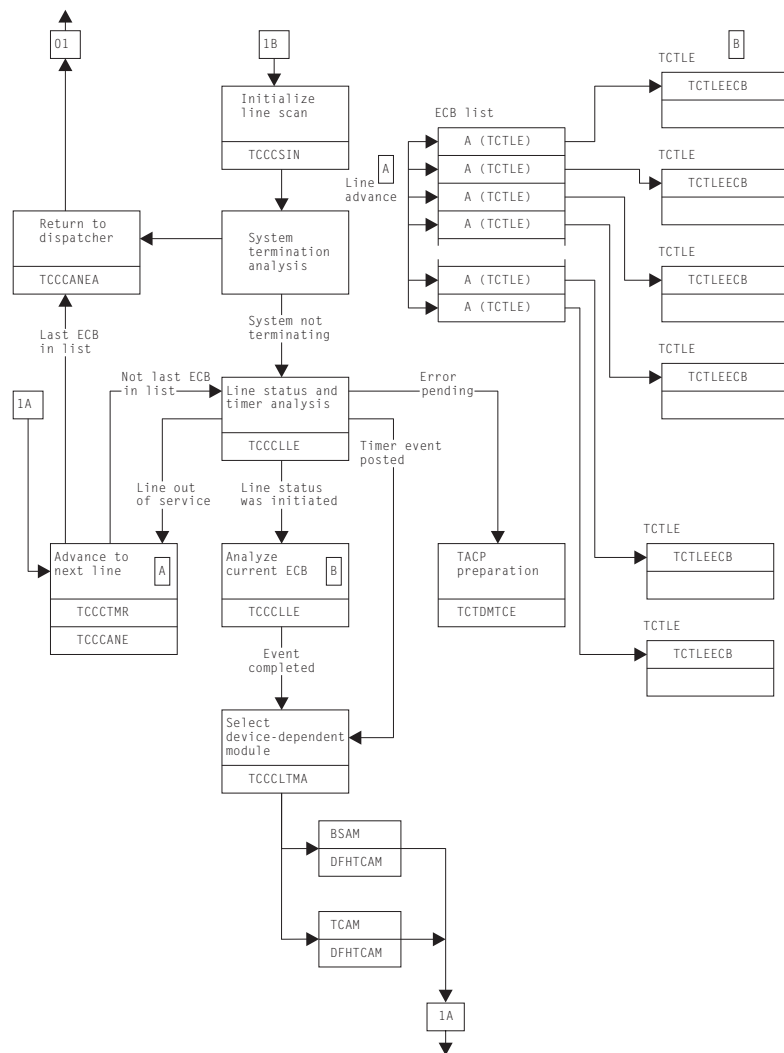 01
1B
Initialize
line scan
TCCCSIN
Return to
dispatcher
TCCCANEA
System
termination
analysis
Last ECB
in list
System not
terminating
Not last ECB
in list
Line status and
timer analysis
TCCCLLE
Error
pending
1A
Timer event
posted
Line out
of service
Line status
was initiated
Advance to
next line
A
TCCCTMR
TCCCANE
Analyze
current ECB
B
TCCCLLE
TACP
preparation
TCTDMTCE
Event
completed
Select
device-dependent
module
TCCCLTMA
BSAM
DFHTCAM
TCAM
DFHTCAM
1A
ECB list
A
Line
advance
A (TCTLE)
A (TCTLE)
A (TCTLE)
A (TCTLE)
A (TCTLE)
A (TCTLE)
B
TCTLE
TCTLEECB
TCTLE
TCTLEECB
TCTLE
TCTLEECB
TCTLE
TCTLEECB
TCTLE
TCTLEECB
TCTLE
TCTLEECB